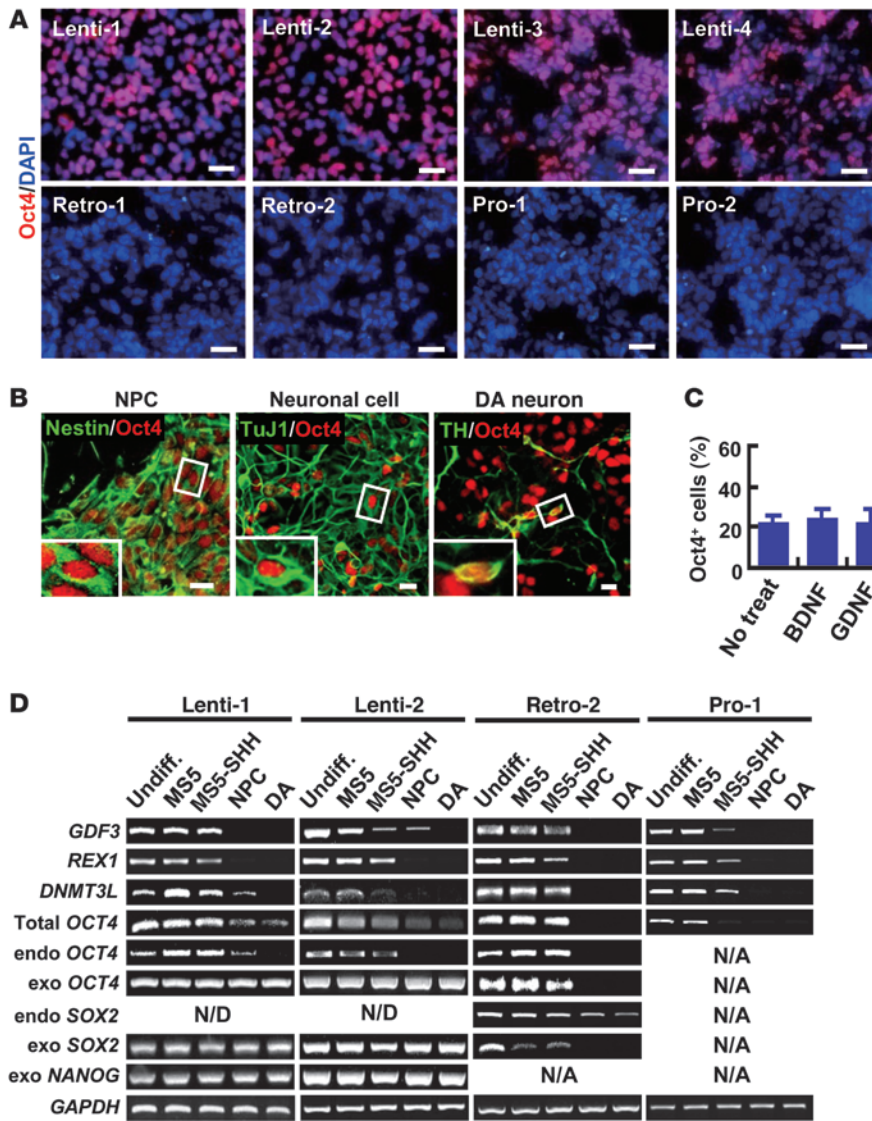 A
Lenti-1 Lenti-2 Lenti-3 Lenti-4
Oct4/DAPI
Retro-1 Retro-2 Pro-1 Pro-2
B
NPC Neuronal cell DA neuron
Nestin/Oct4 TuJ1/Oct4 TH/Oct4
C
Oct4+ cells (%)
60
40
20
0
No treat BDNF GDNF
D
Lenti-1 Lenti-2 Retro-2 Pro-1
Undiff. MS5 MS5-SHH NPC DA Undiff. MS5 MS5-SHH NPC DA Undiff. MS5 MS5-SHH NPC DA Undiff. MS5 MS5-SHH NPC DA
GDF3
REX1
DNMT3L
Total OCT4
endo OCT4 N/A
exo OCT4 N/A
endo SOX2 N/D N/D N/A
exo SOX2 N/A
exo NANOG N/A N/A
GAPDH